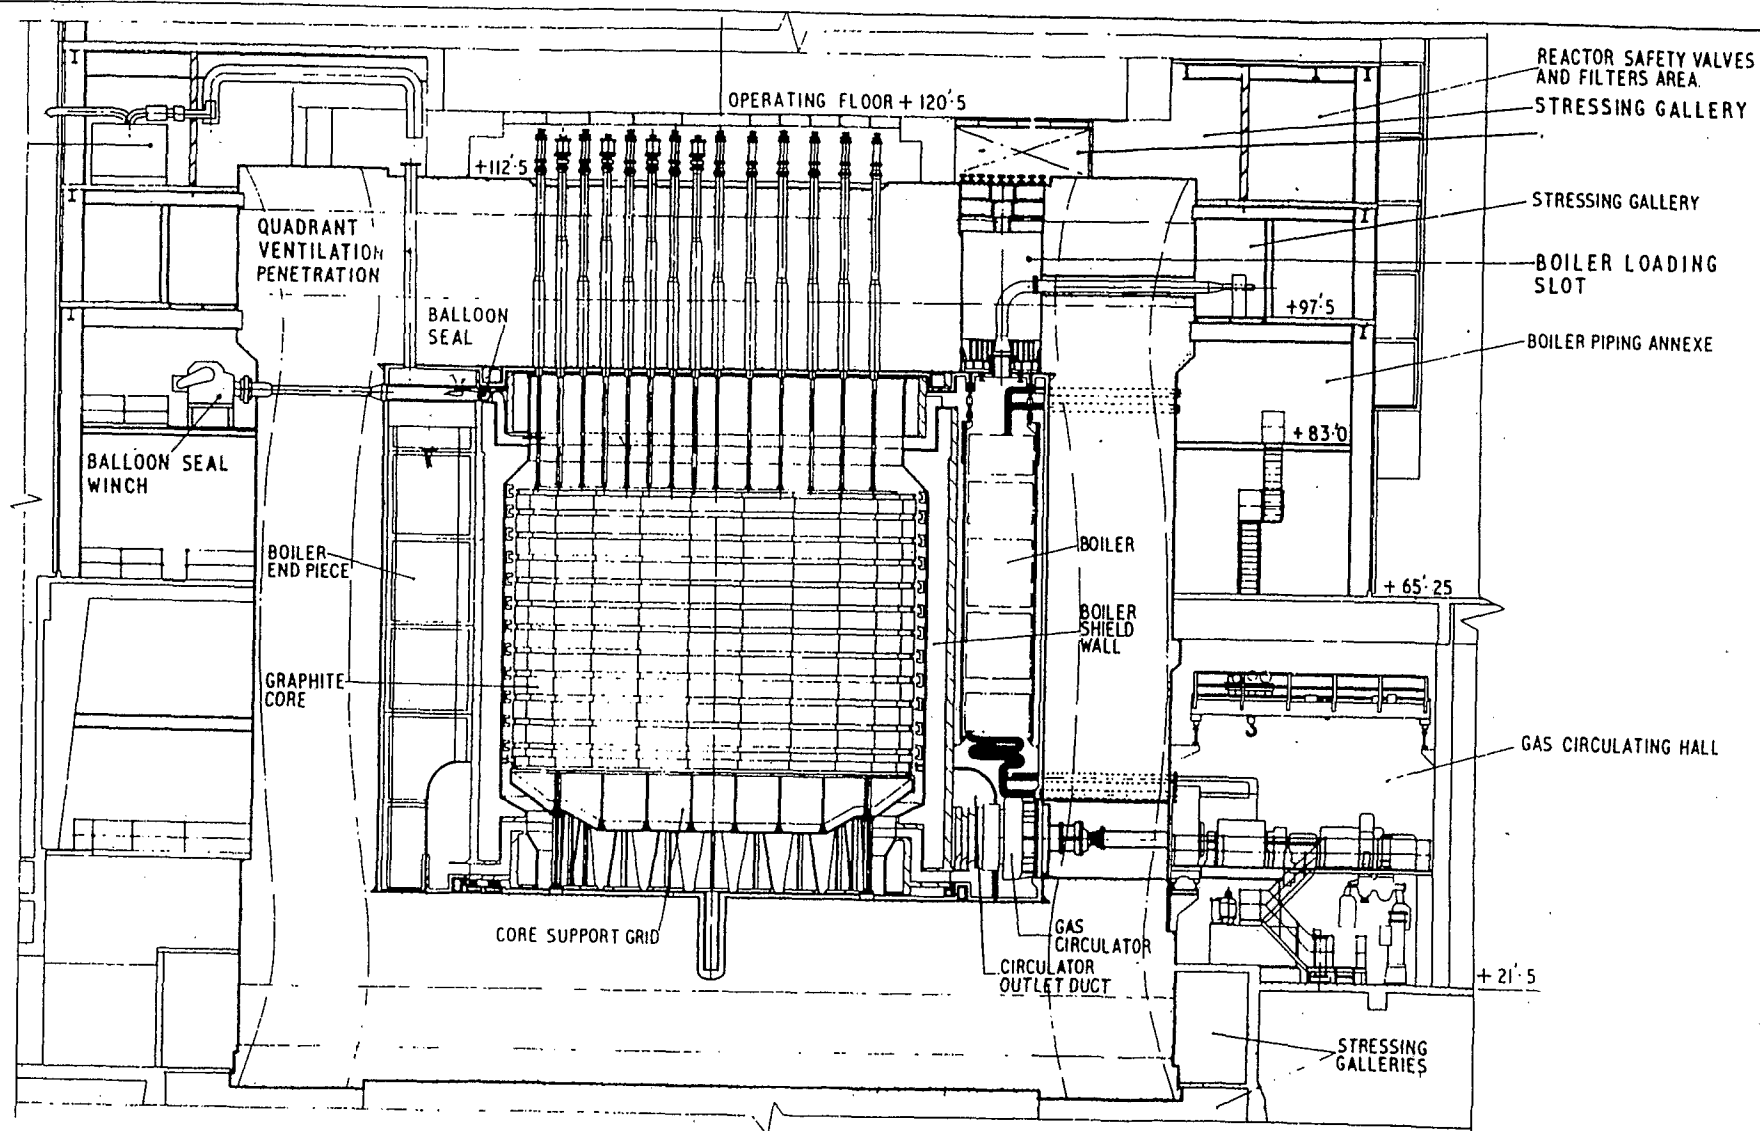 REACTOR SAFETY VALVES
AND FILTERS AREA.
OPERATING FLOOR + 120'·5
STRESSING GALLERY
+112'·5
STRESSING GALLERY
QUADRANT
VENTILATION
PENETRATION
BOILER LOADING
SLOT
+97'·5
BALLOON
SEAL
BOILER PIPING ANNEXE
+83'·0
BALLOON SEAL
WINCH
BOILER
END PIECE
BOILER
+65'·25
BOILER
SHIELD
WALL
GRAPHITE
CORE
GAS CIRCULATING HALL
CORE SUPPORT GRID
GAS
CIRCULATOR
CIRCULATOR
OUTLET DUCT
+21'·5
STRESSING
GALLERIES